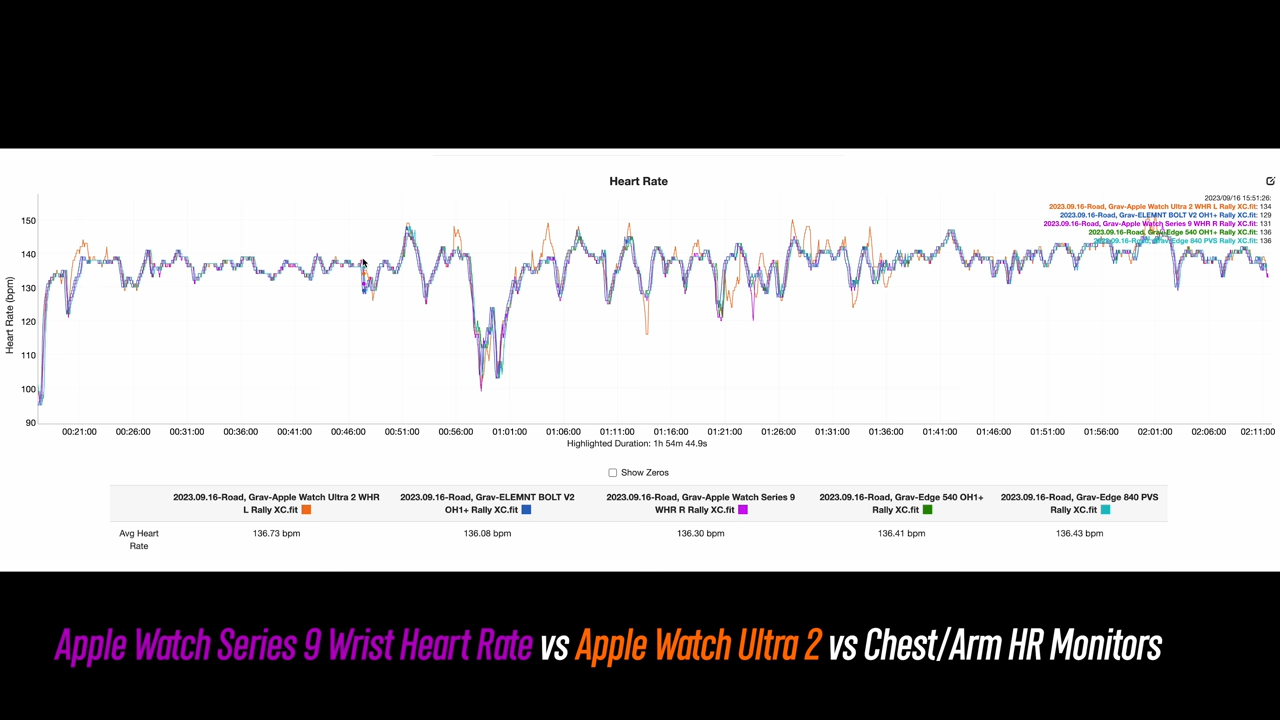 Heart Rate
2023/09/16 15:51:26:
2023.09.16-Road, Grav-Apple Watch Ultra 2 WHR L Rally XC.fit: 134
2023.09.16-Road, Grav-ELEMNT BOLT V2 OH1+ Rally XC.fit: 129
2023.09.16-Road, Grav-Apple Watch Series 9 WHR R Rally XC.fit: 131
2023.09.16-Road, Grav-Edge 540 OH1+ Rally XC.fit: 136
2023.09.16-Road, Grav-Edge 840 PVS Rally XC.fit: 136
150
140
130
120
110
100
90
Heart Rate (bpm)
00:21:00 00:26:00 00:31:00 00:36:00 00:41:00 00:46:00 00:51:00 00:56:00 01:01:00 01:06:00 01:11:00 01:16:00 01:21:00 01:26:00 01:31:00 01:36:00 01:41:00 01:46:00 01:51:00 01:56:00 02:01:00 02:06:00 02:11:00
Highlighted Duration: 1h 54m 44.9s
Show Zeros
2023.09.16-Road, Grav-Apple Watch Ultra 2 WHR 2023.09.16-Road, Grav-ELEMNT BOLT V2 2023.09.16-Road, Grav-Apple Watch Series 9 2023.09.16-Road, Grav-Edge 540 OH1+ 2023.09.16-Road, Grav-Edge 840 PVS
L Rally XC.fit OH1+ Rally XC.fit WHR R Rally XC.fit Rally XC.fit Rally XC.fit
Avg Heart 136.73 bpm 136.08 bpm 136.30 bpm 136.41 bpm 136.43 bpm
Rate
Apple Watch Series 9 Wrist Heart Rate vs Apple Watch Ultra 2 vs Chest/Arm HR Monitors